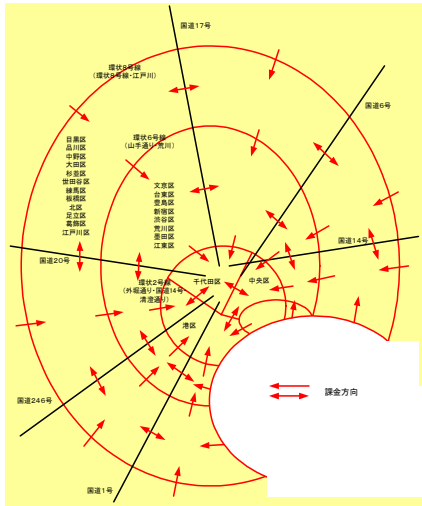 国道17号
環状8号線
（環状8号線・江戸川）
国道6号
環状6号線
（山手通り・荒川）
目黒区
品川区
中野区
大田区
杉並区
世田谷区
練馬区
板橋区
北区
足立区
葛飾区
江戸川区
文京区
台東区
豊島区
新宿区
渋谷区
荒川区
墨田区
江東区
国道14号
国道20号
環状2号線
（外堀通り・国道14号
清澄通り）
千代田区
中央区
港区
国道246号
国道1号
課金方向